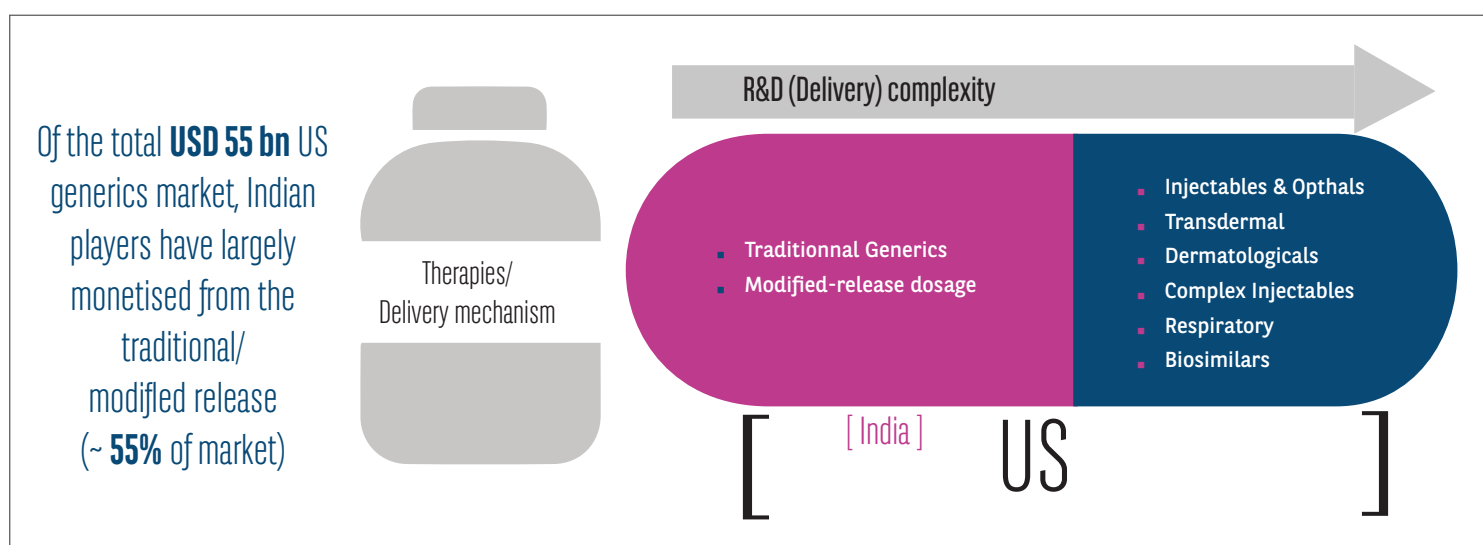 Of the total USD 55 bn US
generics market, Indian
players have largely
monetised from the
traditional/
modified release
(~ 55% of market)
Therapies/
Delivery mechanism
R&D (Delivery) complexity
▪ Traditionnal Generics
▪ Modified-release dosage
▪ Injectables & Opthals
▪ Transdermal
▪ Dermatologicals
▪ Complex Injectables
▪ Respiratory
▪ Biosimilars
[ India ]
[ US ]